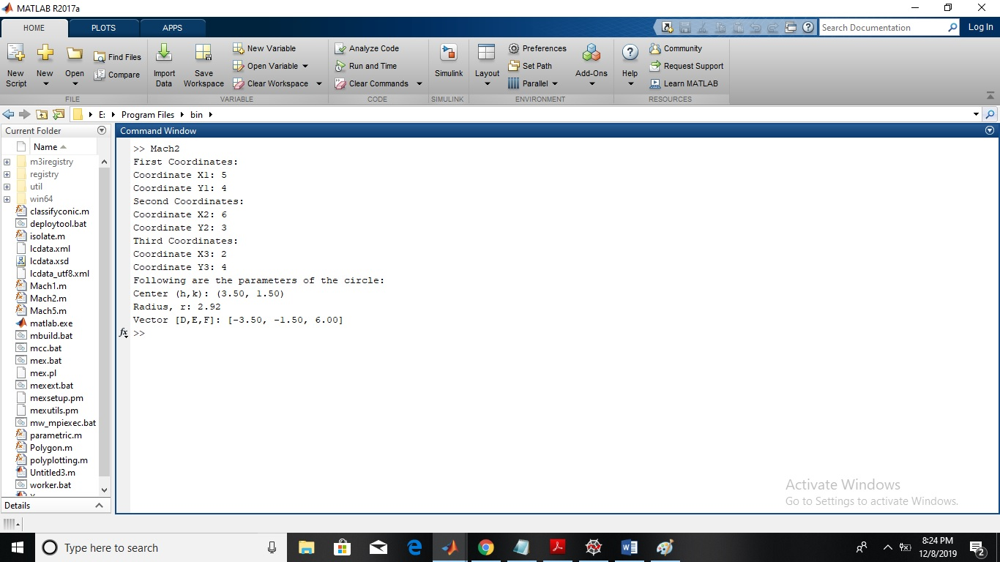 MATLAB R2017a
HOME PLOTS APPS Search Documentation Log In
New Script New Open Find Files Compare
Import Data Save Workspace New Variable Open Variable Clear Workspace
Analyze Code Run and Time Clear Commands
Simulink Layout Preferences Set Path Parallel Add-Ons
Help Community Request Support Learn MATLAB
FILE VARIABLE CODE SIMULINK ENVIRONMENT RESOURCES
E: Program Files bin
Current Folder
Name
m3iregistry
registry
util
win64
classifyconic.m
deploytool.bat
isolate.m
lcdata.xml
lcdata.xsd
lcdata_utf8.xml
Mach1.m
Mach2.m
Mach5.m
matlab.exe
mbuild.bat
mcc.bat
mex.bat
mex.pl
mexext.bat
mexsetup.pm
mexutils.pm
mw_mpiexec.bat
parametric.m
Polygon.m
polyplotting.m
Untitled3.m
worker.bat
Details
Command Window
>> Mach2
First Coordinates:
Coordinate X1: 5
Coordinate Y1: 4
Second Coordinates:
Coordinate X2: 6
Coordinate Y2: 3
Third Coordinates:
Coordinate X3: 2
Coordinate Y3: 4
Following are the parameters of the circle:
Center (h,k): (3.50, 1.50)
Radius, r: 2.92
Vector [D,E,F]: [-3.50, -1.50, 6.00]
fx >>
Activate Windows
Go to Settings to activate Windows.
Type here to search
8:24 PM
12/8/2019
2